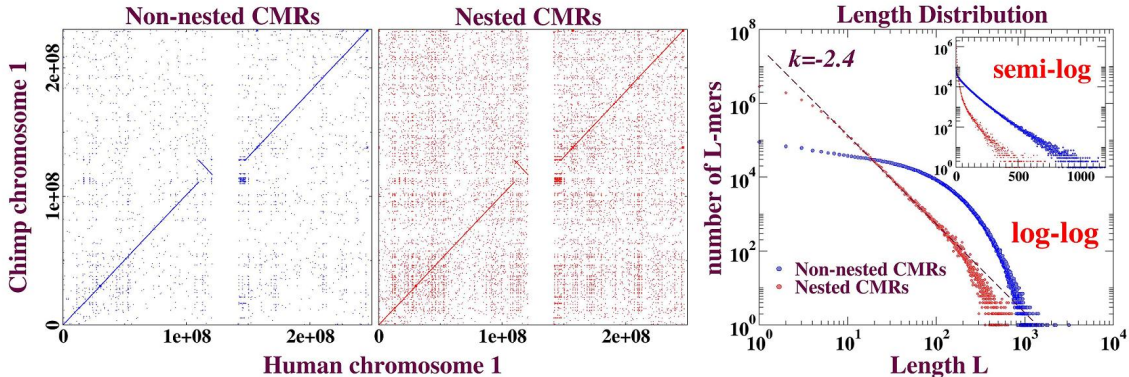 Non-nested CMRs
Nested CMRs
Length Distribution
Chimp chromosome 1
2e+08
1e+08
0
0
1e+08
2e+08
0
1e+08
2e+08
Human chromosome 1
number of L-mers
10^8
10^6
10^4
10^2
10^0
k=-2.4
semi-log
10^6
10^4
10^2
1
0
500
1000
log-log
Non-nested CMRs
Nested CMRs
10^0
10^1
10^2
10^3
10^4
Length L